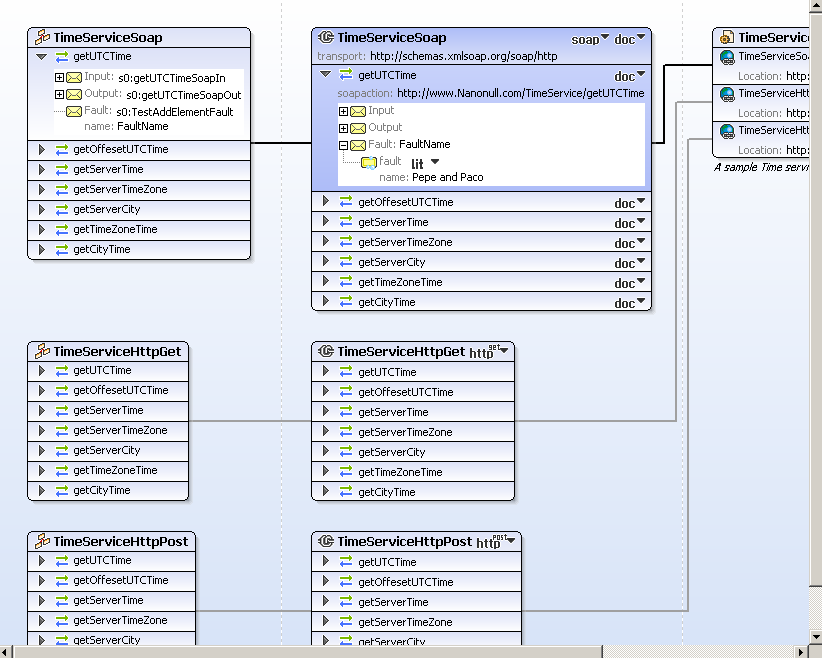 TimeServiceSoap
getUTCTime
Input: s0:getUTCTimeSoapIn
Output: s0:getUTCTimeSoapOut
Fault: s0:TestAddElementFault
name: FaultName
getOffesetUTCTime
getServerTime
getServerTimeZone
getServerCity
getTimeZoneTime
getCityTime
TimeServiceSoap soap doc
transport: http://schemas.xmlsoap.org/soap/http
getUTCTime doc
soapaction: http://www.Nanonull.com/TimeService/getUTCTime
Input
Output
Fault: FaultName
fault lit
name: Pepe and Paco
getOffesetUTCTime doc
getServerTime doc
getServerTimeZone doc
getServerCity doc
getTimeZoneTime doc
getCityTime doc
TimeServic
TimeServiceSoa
Location: http:
TimeServiceHtt
Location: http:
TimeServiceHtt
Location: http:
A sample Time servi
TimeServiceHttpGet
getUTCTime
getOffesetUTCTime
getServerTime
getServerTimeZone
getServerCity
getTimeZoneTime
getCityTime
TimeServiceHttpGet http get
getUTCTime
getOffesetUTCTime
getServerTime
getServerTimeZone
getServerCity
getTimeZoneTime
getCityTime
TimeServiceHttpPost
getUTCTime
getOffesetUTCTime
getServerTime
getServerTimeZone
getServerCity
TimeServiceHttpPost http post
getUTCTime
getOffesetUTCTime
getServerTime
getServerTimeZone
getServerCity